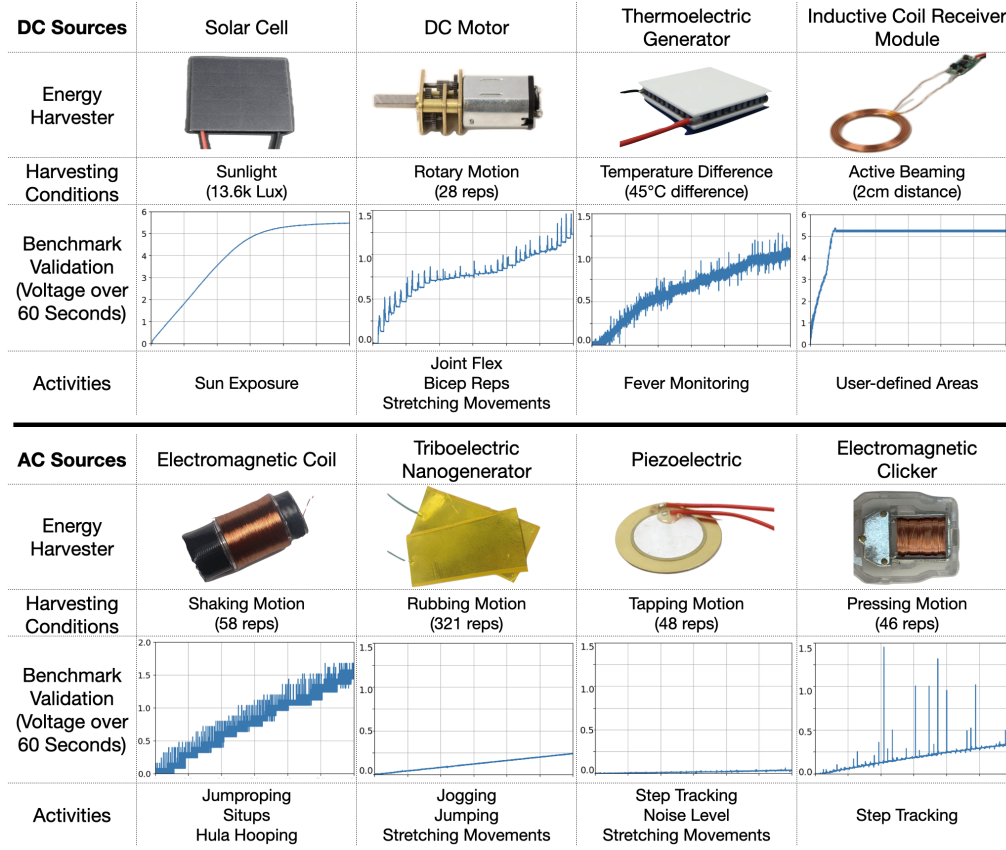 DC Sources
Solar Cell
DC Motor
Thermoelectric
Generator
Inductive Coil Receiver
Module
Energy
Harvester
Harvesting
Conditions
Sunlight
(13.6k Lux)
Rotary Motion
(28 reps)
Temperature Difference
(45°C difference)
Active Beaming
(2cm distance)
Benchmark
Validation
(Voltage over
60 Seconds)
6
5
4
3
2
1
0
1.5
1.0
0.5
0.0
1.5
1.0
0.5
0.0
6
5
4
3
2
1
0
Activities
Sun Exposure
Joint Flex
Bicep Reps
Stretching Movements
Fever Monitoring
User-defined Areas
AC Sources
Electromagnetic Coil
Triboelectric
Nanogenerator
Piezoelectric
Electromagnetic
Clicker
Energy
Harvester
Harvesting
Conditions
Shaking Motion
(58 reps)
Rubbing Motion
(321 reps)
Tapping Motion
(48 reps)
Pressing Motion
(46 reps)
Benchmark
Validation
(Voltage over
60 Seconds)
2.0
1.5
1.0
0.5
0.0
1.5
1.0
0.5
0.0
1.5
1.0
0.5
0.0
1.5
1.0
0.5
0.0
Activities
Jumproping
Situps
Hula Hooping
Jogging
Jumping
Stretching Movements
Step Tracking
Noise Level
Stretching Movements
Step Tracking